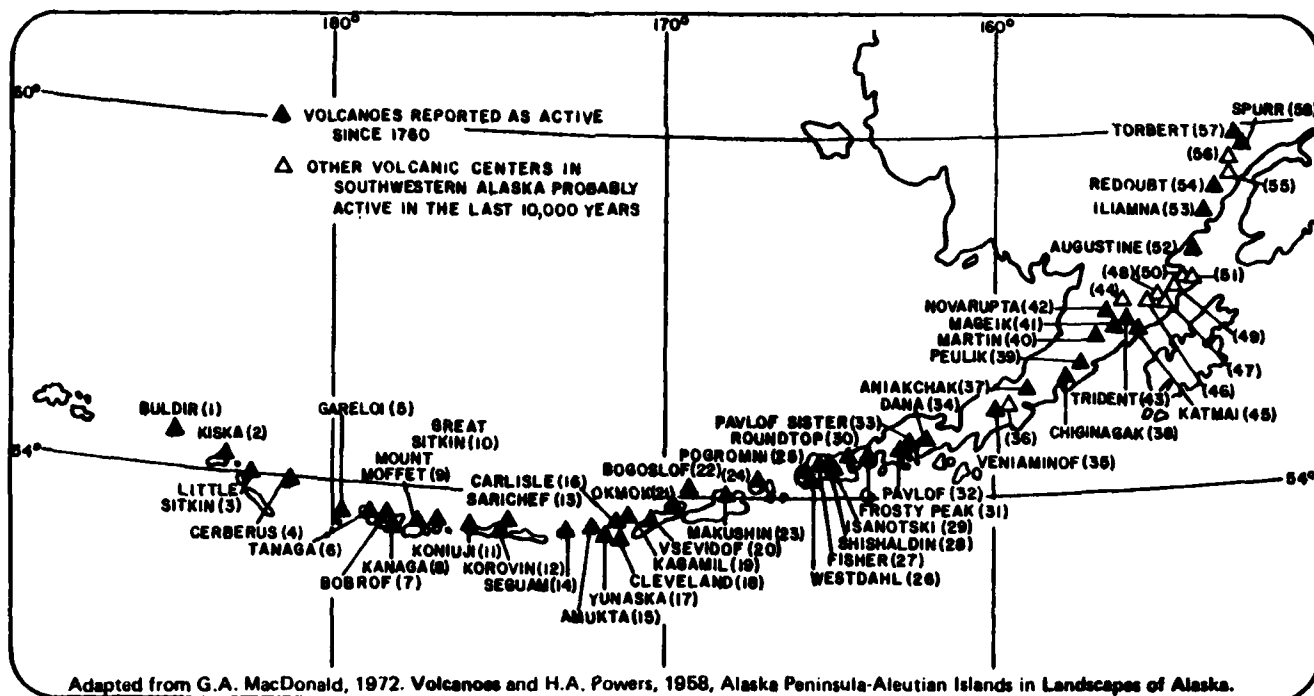 180°
170°
160°
60°
VOLCANOES REPORTED AS ACTIVE
SINCE 1760
OTHER VOLCANIC CENTERS IN
SOUTHWESTERN ALASKA PROBABLY
ACTIVE IN THE LAST 10,000 YEARS
SPURR (58)
TORBERT (57)
(56)
(55)
REDOUBT (54)
ILIAMNA (53)
AUGUSTINE (52)
(48)
(50)
(51)
(44)
NOVARUPTA (42)
MAGEIK (41)
MARTIN (40)
PEULIK (39)
(49)
(47)
(46)
TRIDENT (43)
KATMAI (45)
ANIAKCHAK (37)
DANA (34)
CHIGINAGAK (38)
(36)
VENIAMINOF (35)
PAVLOF SISTER (33)
ROUNDTOP (30)
POGROMNI (25)
BULDIR (1)
KISKA (2)
GARELOI (5)
GREAT
SITKIN (10)
MOUNT
MOFFET (9)
CARLISLE (16)
SARICHEF (13)
BOGOSLOF (22)
(24)
OKMOK (21)
54°
54°
LITTLE
SITKIN (3)
CERBERUS (4)
TANAGA (6)
BOBROF (7)
KANAGA (8)
KONIUJI (11)
KOROVIN (12)
SEGUAM (14)
AMUKTA (15)
YUNASKA (17)
CLEVELAND (18)
KAGAMIL (19)
VSEVIDOF (20)
MAKUSHIN (23)
PAVLOF (32)
FROSTY PEAK (31)
ISANOTSKI (29)
SHISHALDIN (28)
FISHER (27)
WESTDAHL (26)
Adapted from G.A. MacDonald, 1972. Volcanoes and H.A. Powers, 1958, Alaska Peninsula-Aleutian Islands in Landscapes of Alaska.